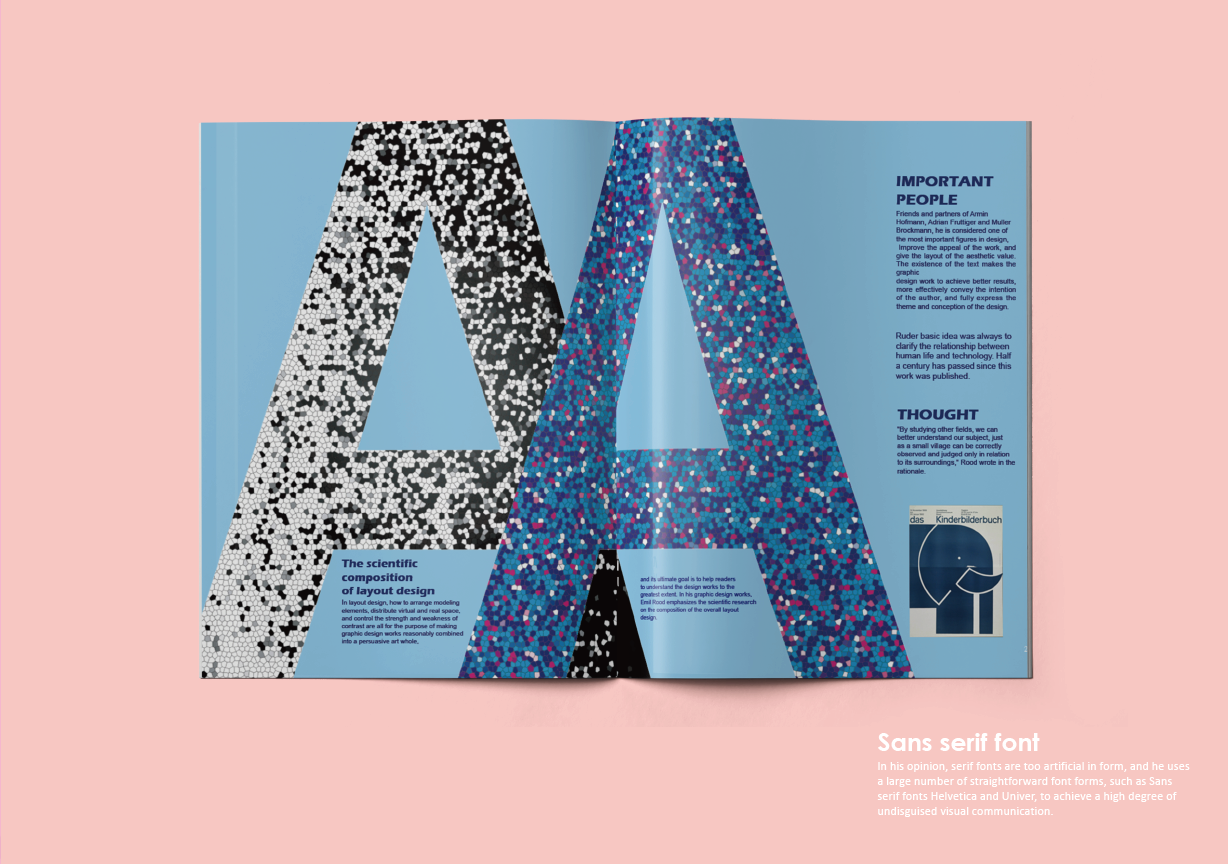 IMPORTANT
PEOPLE
Friends and partners of Armin
Hofmann, Adrian Fruttiger and Muller
Brockmann, he is considered one of
the most important figures in design,
improve the appeal of the work, and
give the layout of the aesthetic value.
The existence of the text makes the
graphic
design work to achieve better results,
more effectively convey the intention
of the author, and fully express the
theme and conception of the design.
Ruder basic idea was always to
clarify the relationship between
human life and technology. Half
a century has passed since this
work was published.
THOUGHT
"By studying other fields, we can
better understand our subject, just
as a small village can be correctly
observed and judged only in relation
to its surroundings," Rood wrote in the
rationale.
das Kinderbilderbuch
The scientific
composition
of layout design
In layout design, how to arrange modeling
elements, distribute virtual and real space,
and control the strength and weakness of
contrast are all for the purpose of making
graphic design works reasonably combined
into a persuasive art whole,
and its ultimate goal is to help readers
to understand the design works to the
greatest extent. In his graphic design works,
Emil Rood emphasizes the scientific research
on the composition of the overall layout
design.
Sans serif font
In his opinion, serif fonts are too artificial in form, and he uses
a large number of straightforward font forms, such as Sans
serif fonts Helvetica and Univer, to achieve a high degree of
undisguised visual communication.